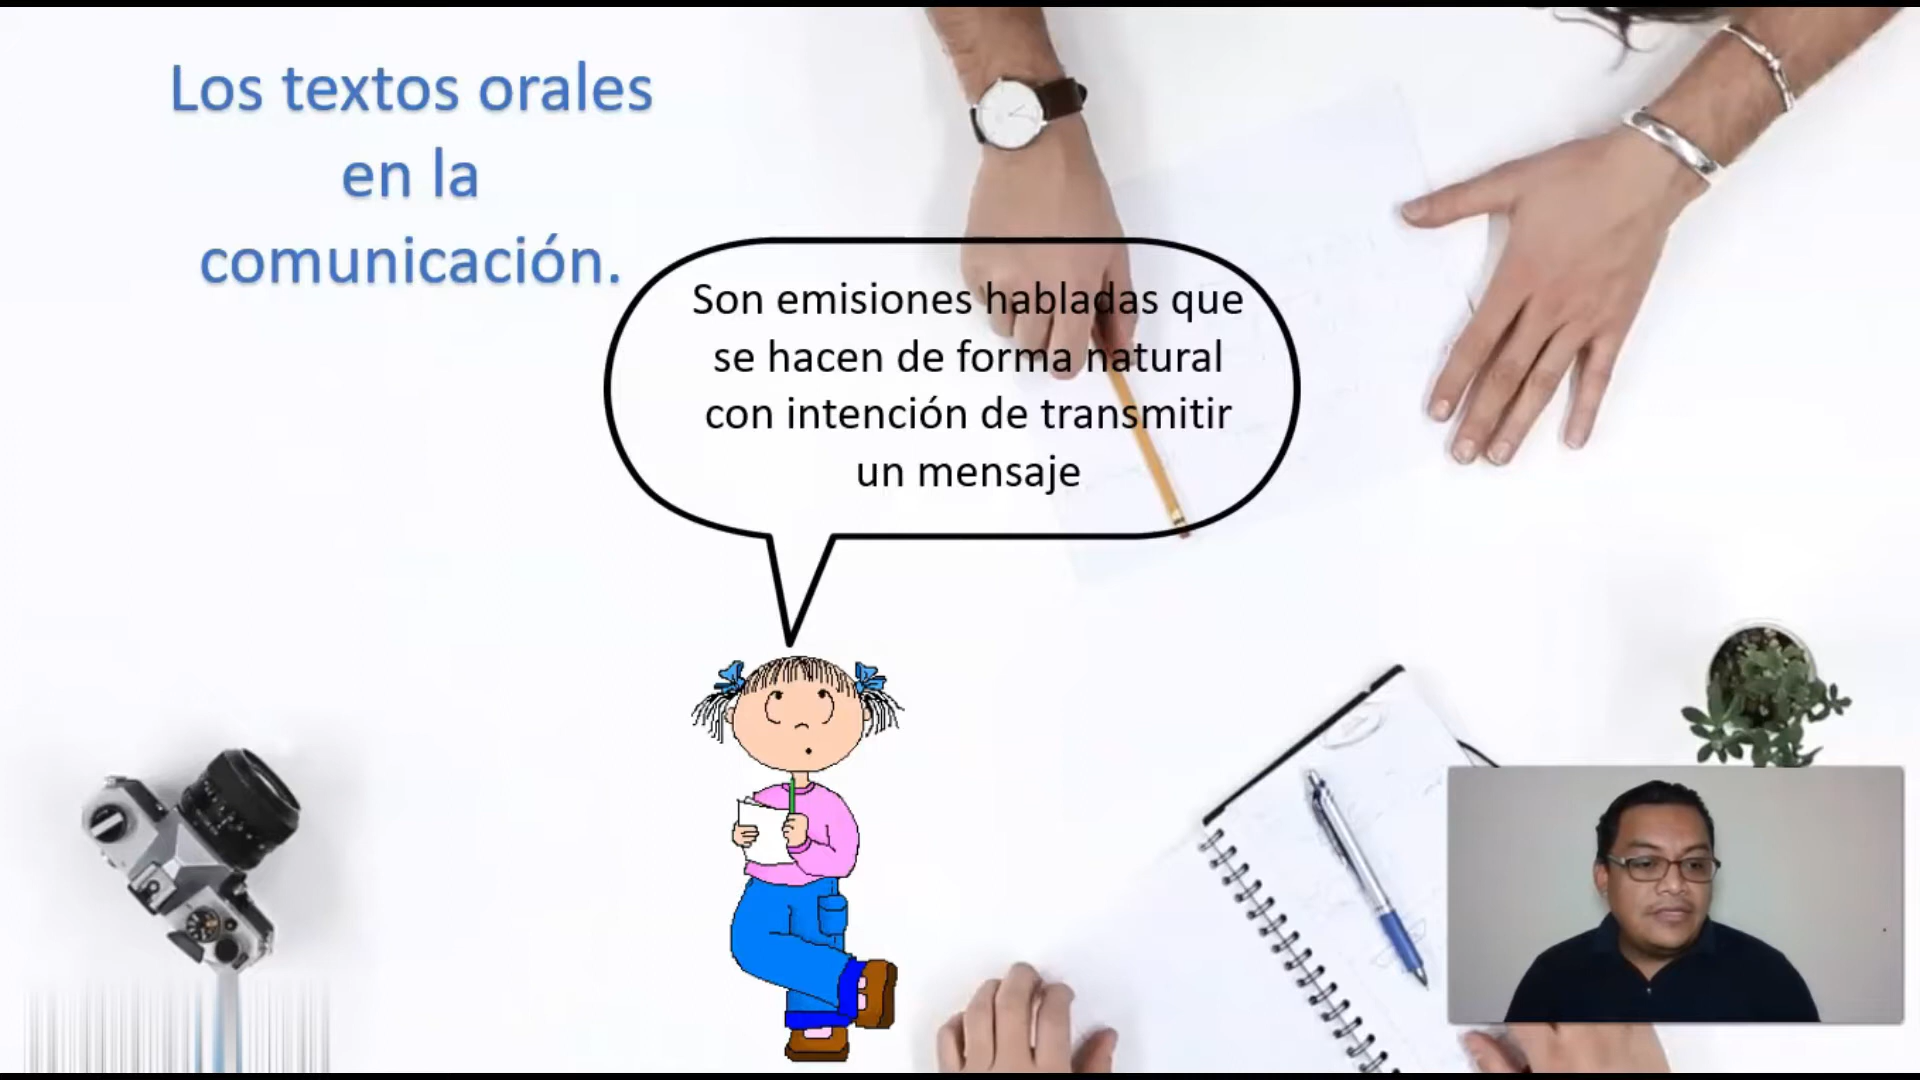 Los textos orales
en la
comunicación.
Son emisiones habladas que
se hacen de forma natural
con intención de transmitir
un mensaje